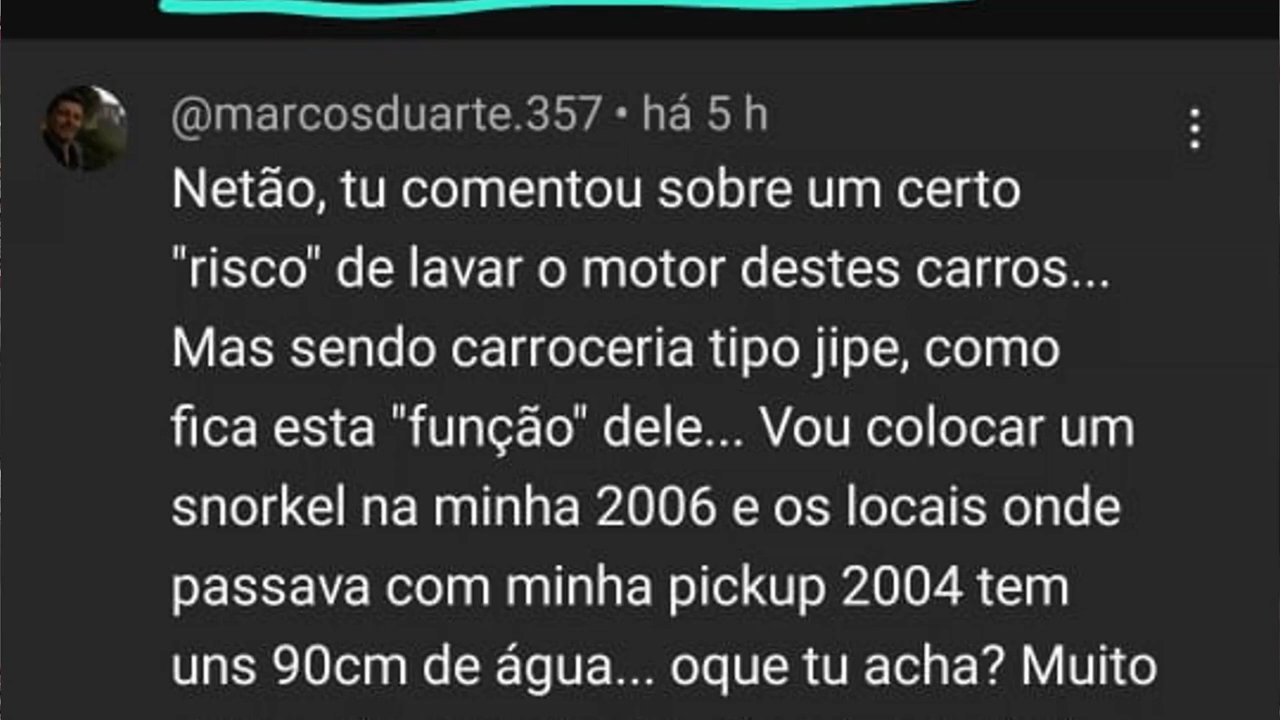 @marcosduarte.357 • há 5 h
Netão, tu comentou sobre um certo
"risco" de lavar o motor destes carros...
Mas sendo carroceria tipo jipe, como
fica esta "função" dele... Vou colocar um
snorkel na minha 2006 e os locais onde
passava com minha pickup 2004 tem
uns 90cm de água... oque tu acha? Muito